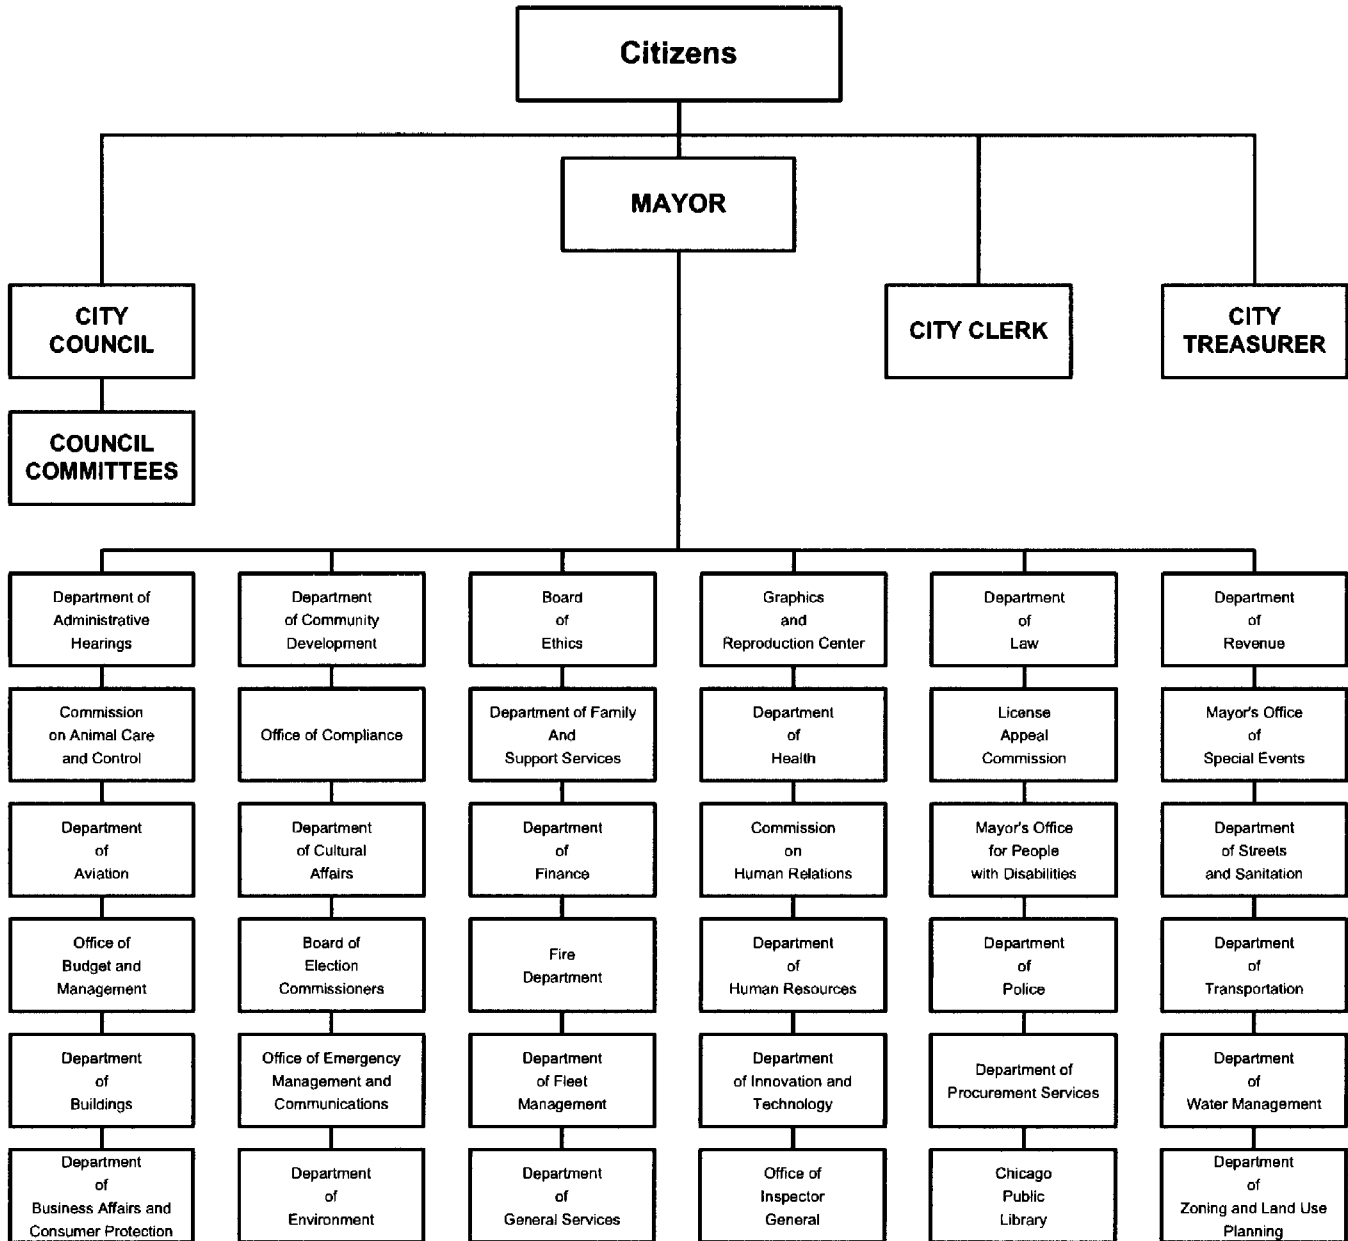 Citizens
MAYOR
CITY
COUNCIL
CITY CLERK
CITY
TREASURER
COUNCIL
COMMITTEES
Department of
Administrative
Hearings
Commission
on Animal Care
and Control
Department
of
Aviation
Office of
Budget and
Management
Department
of
Buildings
Department
of
Business Affairs and
Consumer Protection
Department
of Community
Development
Office of Compliance
Department
of Cultural
Affairs
Board of
Election
Commissioners
Office of Emergency
Management and
Communications
Department
of
Environment
Board
of
Ethics
Department of Family
And
Support Services
Department
of
Finance
Fire
Department
Department
of Fleet
Management
Department
of
General Services
Graphics
and
Reproduction Center
Department
of
Health
Commission
on
Human Relations
Department
of
Human Resources
Department
of Innovation and
Technology
Office of
Inspector
General
Department
of
Law
License
Appeal
Commission
Mayor's Office
for People
with Disabilities
Department
of
Police
Department of
Procurement Services
Chicago
Public
Library
Department
of
Revenue
Mayor's Office
of
Special Events
Department
of Streets
and Sanitation
Department
of
Transportation
Department
of
Water Management
Department
of
Zoning and Land Use
Planning